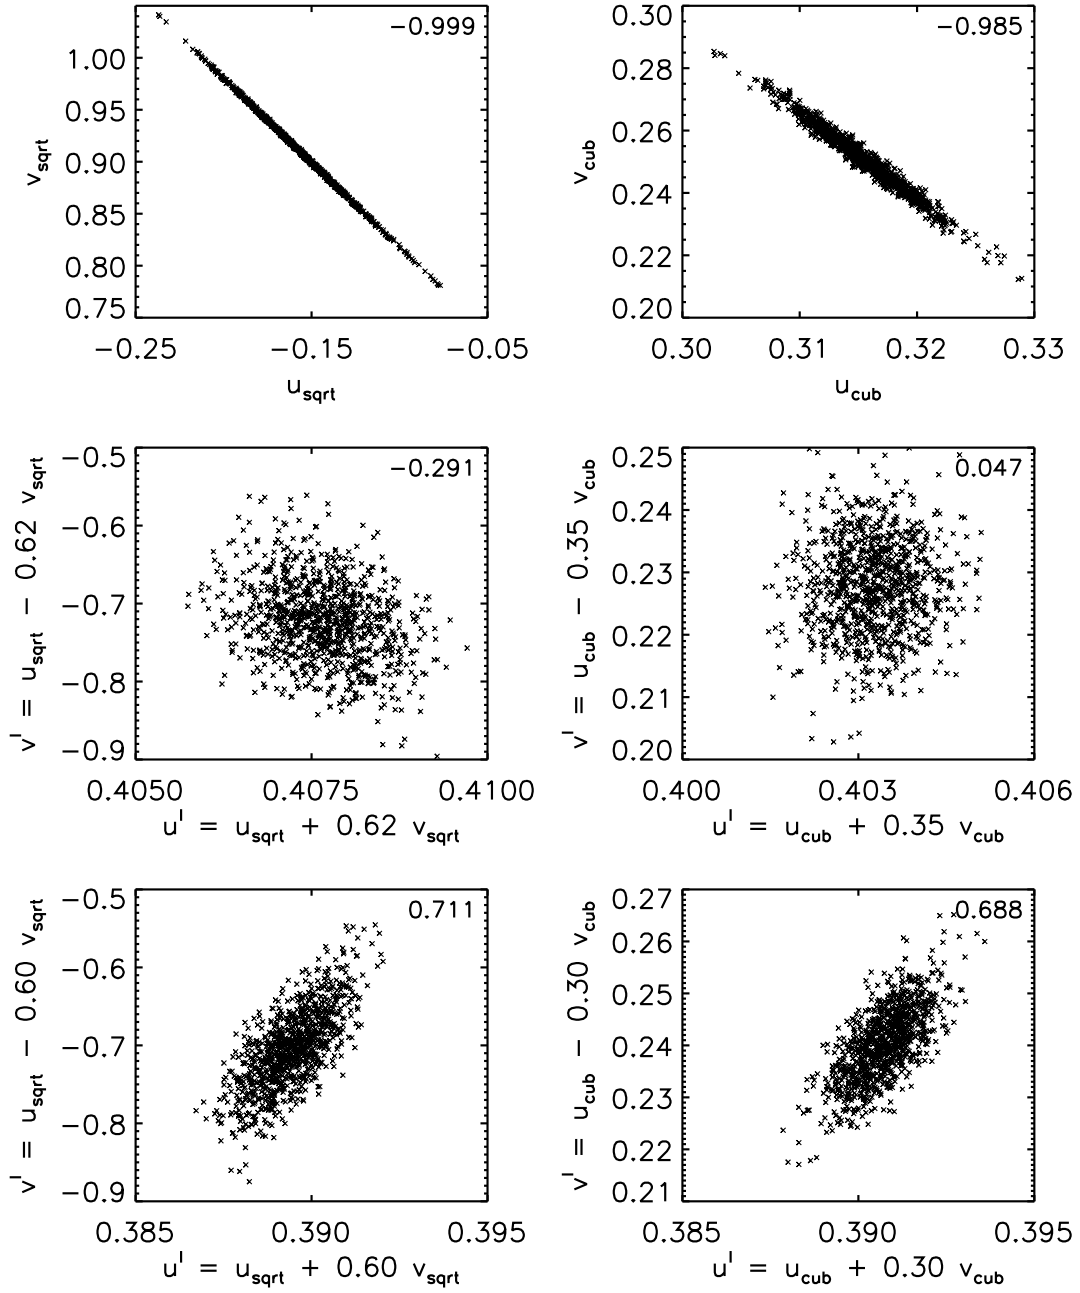 −0.999
1.00
0.95
0.90
0.85
0.80
0.75
v_sqrt
−0.25 −0.15 −0.05
u_sqrt
−0.985
0.30
0.28
0.26
0.24
0.22
0.20
v_cub
0.30 0.31 0.32 0.33
u_cub
−0.291
−0.5
−0.6
−0.7
−0.8
−0.9
v' = u_sqrt − 0.62 v_sqrt
0.4050 0.4075 0.4100
u' = u_sqrt + 0.62 v_sqrt
0.047
0.25
0.24
0.23
0.22
0.21
0.20
v' = u_cub − 0.35 v_cub
0.400 0.403 0.406
u' = u_cub + 0.35 v_cub
0.711
−0.5
−0.6
−0.7
−0.8
−0.9
v' = u_sqrt − 0.60 v_sqrt
0.385 0.390 0.395
u' = u_sqrt + 0.60 v_sqrt
0.688
0.27
0.26
0.25
0.24
0.23
0.22
0.21
v' = u_cub − 0.30 v_cub
0.385 0.390 0.395
u' = u_cub + 0.30 v_cub